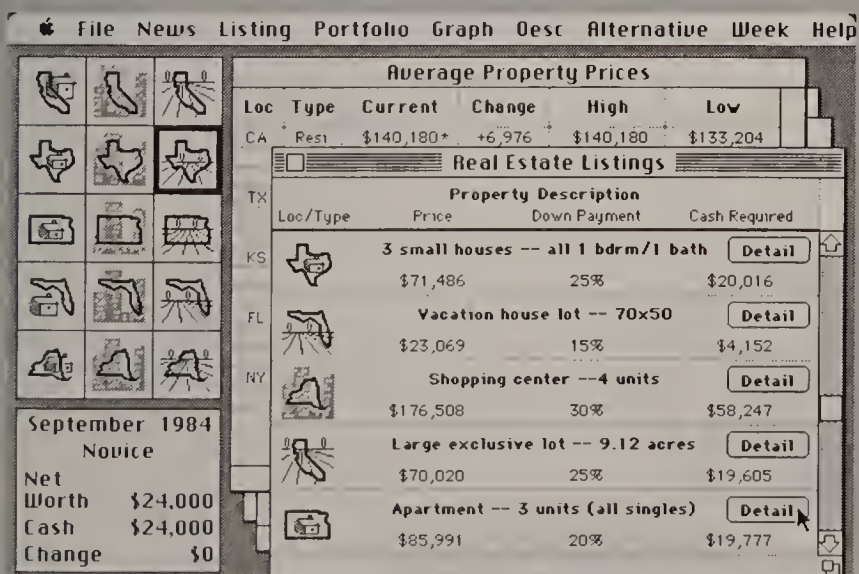 File News Listing Portfolio Graph Desc Alternative Week Help
Average Property Prices
Loc Type Current Change High Low
CA Resi $140,180* +6,976 $140,180 $133,204
TX
KS
FL
NY
Real Estate Listings
Property Description
Loc/Type Price Down Payment Cash Required
3 small houses -- all 1 bdrm/1 bath Detail
$71,486 25% $20,016
Vacation house lot -- 70x50 Detail
$23,069 15% $4,152
Shopping center --4 units Detail
$176,508 30% $58,247
Large exclusive lot -- 9.12 acres Detail
$70,020 25% $19,605
Apartment -- 3 units (all singles) Detail
$85,991 20% $19,777
September 1984
Novice
Net
Worth $24,000
Cash $24,000
Change $0